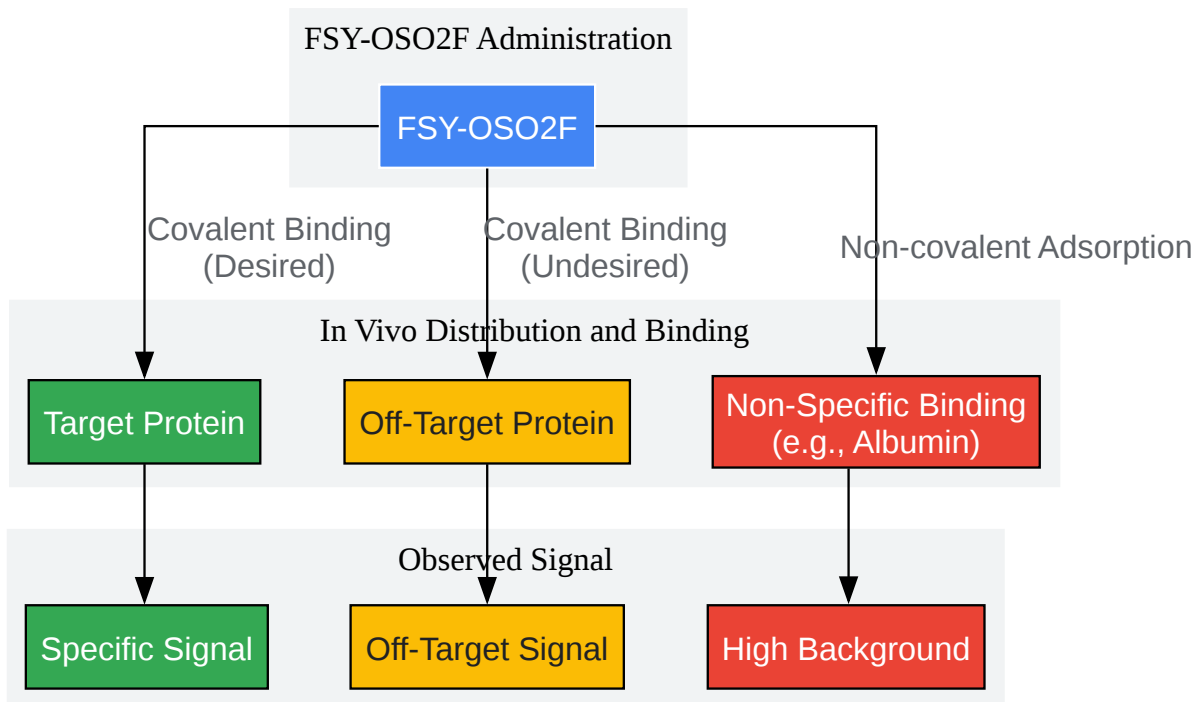 FSY-OSO2F Administration
FSY-OSO2F
Covalent Binding
(Desired)
Covalent Binding
(Undesired)
Non-covalent Adsorption
In Vivo Distribution and Binding
Target Protein
Off-Target Protein
Non-Specific Binding
(e.g., Albumin)
Observed Signal
Specific Signal
Off-Target Signal
High Background